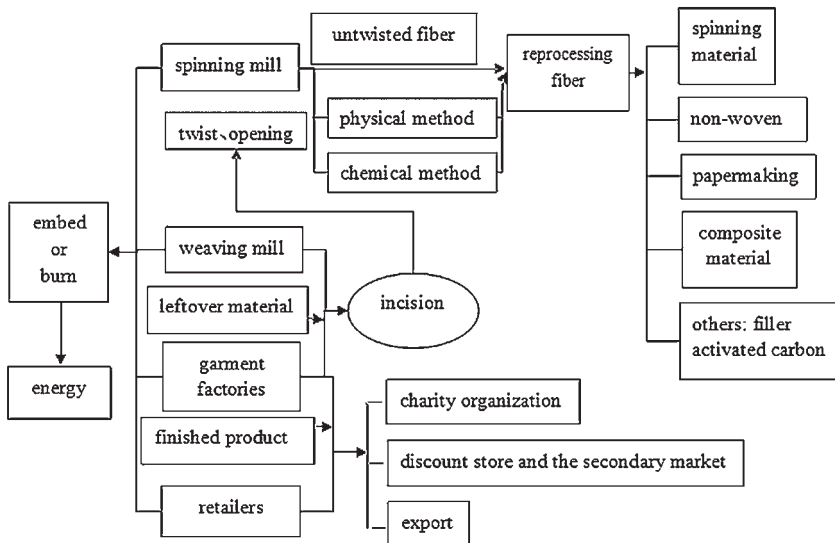 untwisted fiber
spinning mill
twist、opening
physical method
chemical method
reprocessing
fiber
spinning
material
non-woven
papermaking
composite
material
others: filler
activated carbon
embed
or
burn
energy
weaving mill
leftover material
incision
garment
factories
finished product
retailers
charity organization
discount store and the secondary market
export